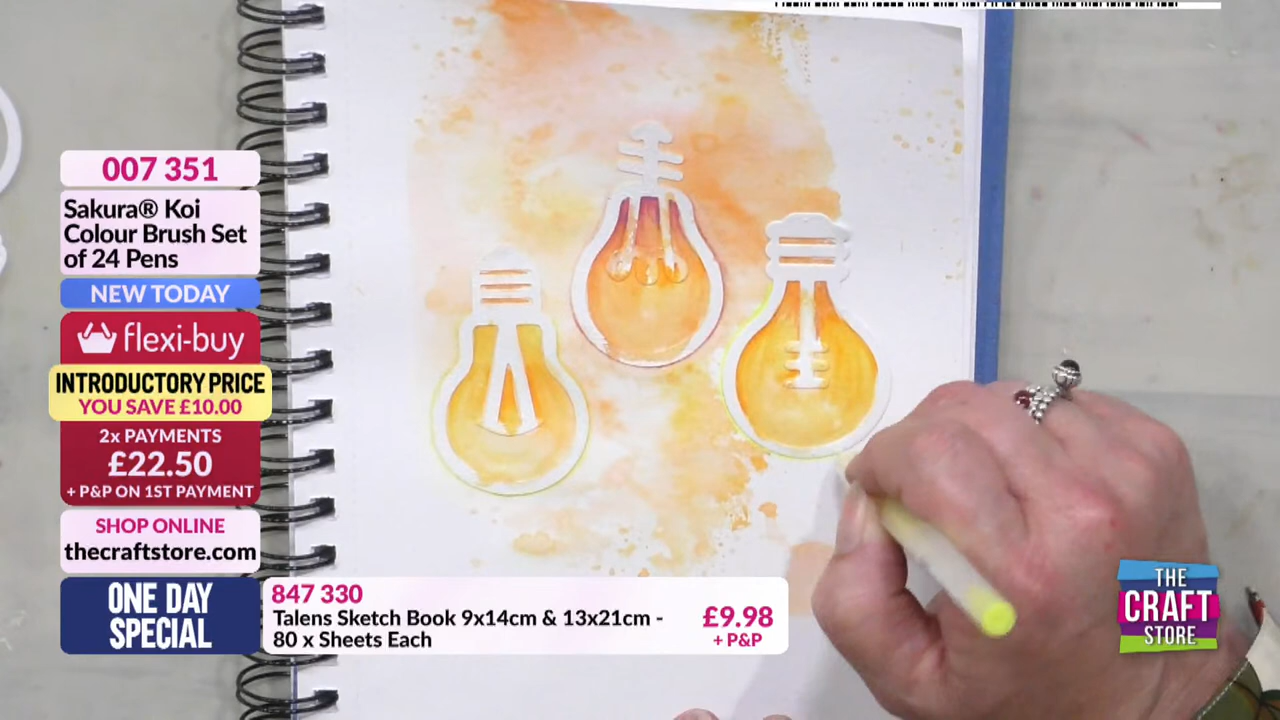 007 351
Sakura® Koi
Colour Brush Set
of 24 Pens
NEW TODAY
flexi-buy
INTRODUCTORY PRICE
YOU SAVE £10.00
2x PAYMENTS
£22.50
+ P&P ON 1ST PAYMENT
SHOP ONLINE
thecraftstore.com
ONE DAY
SPECIAL
847 330
Talens Sketch Book 9x14cm & 13x21cm -
80 x Sheets Each
£9.98
+ P&P
THE
CRAFT
STORE